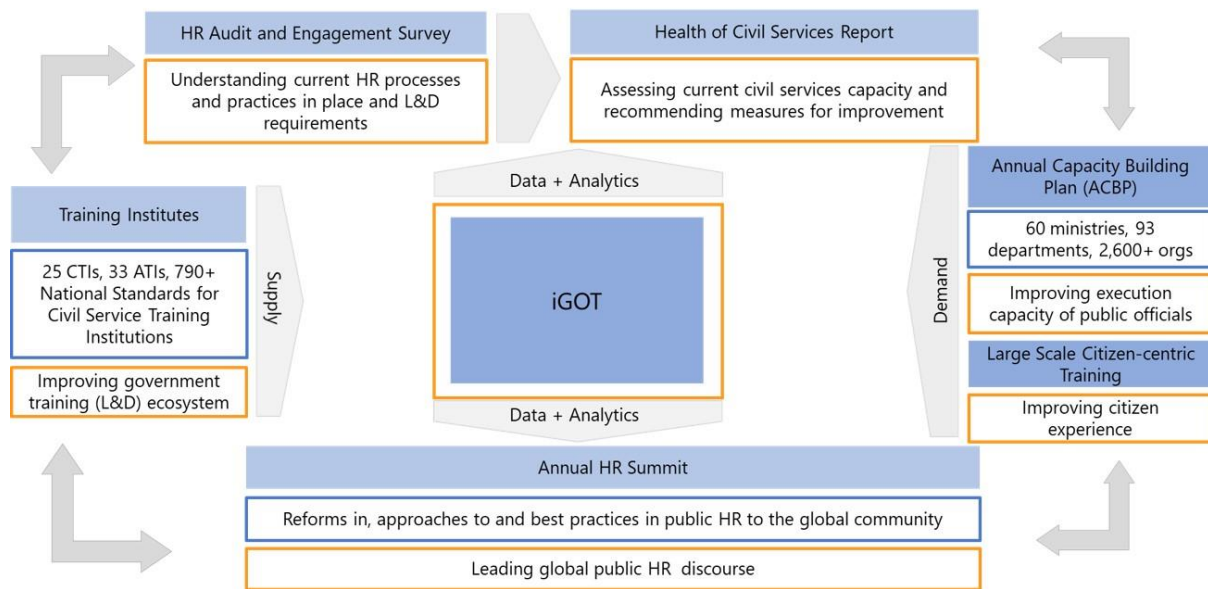 HR Audit and Engagement Survey
Understanding current HR processes
and practices in place and L&D
requirements
Health of Civil Services Report
Assessing current civil services capacity and
recommending measures for improvement
Training Institutes
25 CTIs, 33 ATIs, 790+
National Standards for
Civil Service Training
Institutions
Improving government
training (L&D) ecosystem
Supply
Data + Analytics
iGOT
Data + Analytics
Demand
Annual Capacity Building
Plan (ACBP)
60 ministries, 93
departments, 2,600+ orgs
Improving execution
capacity of public officials
Large Scale Citizen-centric
Training
Improving citizen
experience
Annual HR Summit
Reforms in, approaches to and best practices in public HR to the global community
Leading global public HR discourse